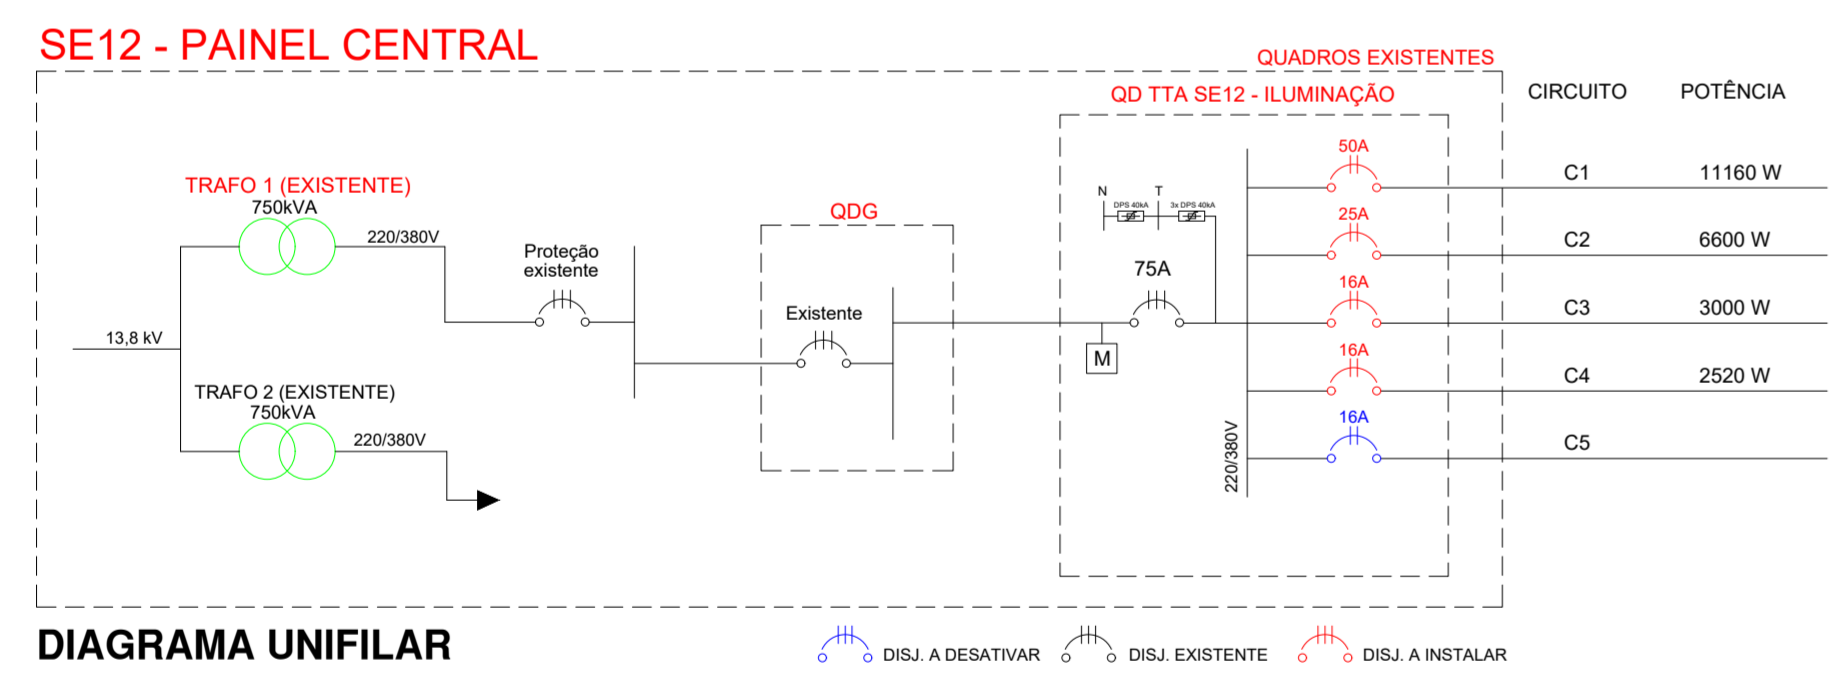 SE12 - PAINEL CENTRAL
QUADROS EXISTENTES
QD TTA SE12 - ILUMINAÇÃO
CIRCUITO POTÊNCIA
TRAFO 1 (EXISTENTE)
750kVA
220/380V
13,8 kV
TRAFO 2 (EXISTENTE)
750kVA
220/380V
Proteção
existente
QDG
Existente
N T
DPS 40kA 3x DPS 40kA
75A
M
220/380V
50A C1 11160 W
25A C2 6600 W
16A C3 3000 W
16A C4 2520 W
16A C5
DIAGRAMA UNIFILAR
DISJ. A DESATIVAR DISJ. EXISTENTE DISJ. A INSTALAR